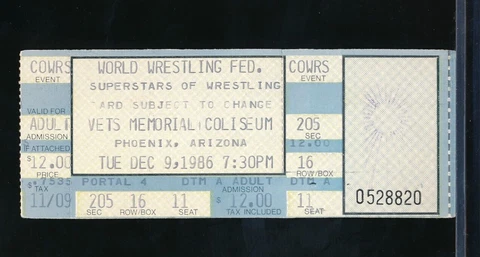 COWRS WORLD WRESTLING FED. COWRS
EVENT SUPERSTARS OF WRESTLING EVENT
VALID FOR CARD SUBJECT TO CHANGE
ADULT VETS MEMORIAL COLISEUM 205
ADMISSION PHOENIX, ARIZONA SEC
$12.00 TUE DEC 9,1986 7:30PM 12.00
PRICE 16
.7535 PORTAL 4 DTM A ADULT DTM A
TAX ADMISSION ROW/BOX
11/09 205 16 11 $12.00 11
SEC ROW/BOX SEAT TAX INCLUDED SEAT
0528820